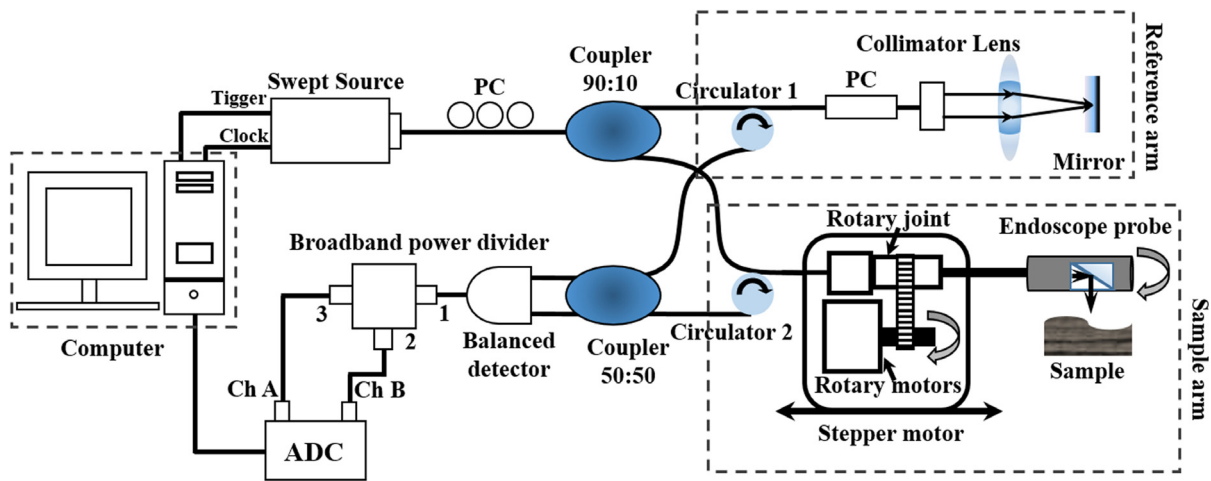 Swept Source
Tigger
Clock
PC
Coupler
90:10
Circulator 1
PC
Collimator Lens
Mirror
Reference arm
Computer
Broadband power divider
3
2
1
Balanced
detector
Coupler
50:50
Circulator 2
Rotary joint
Rotary motors
Stepper motor
Endoscope probe
Sample
Sample arm
Ch A
Ch B
ADC